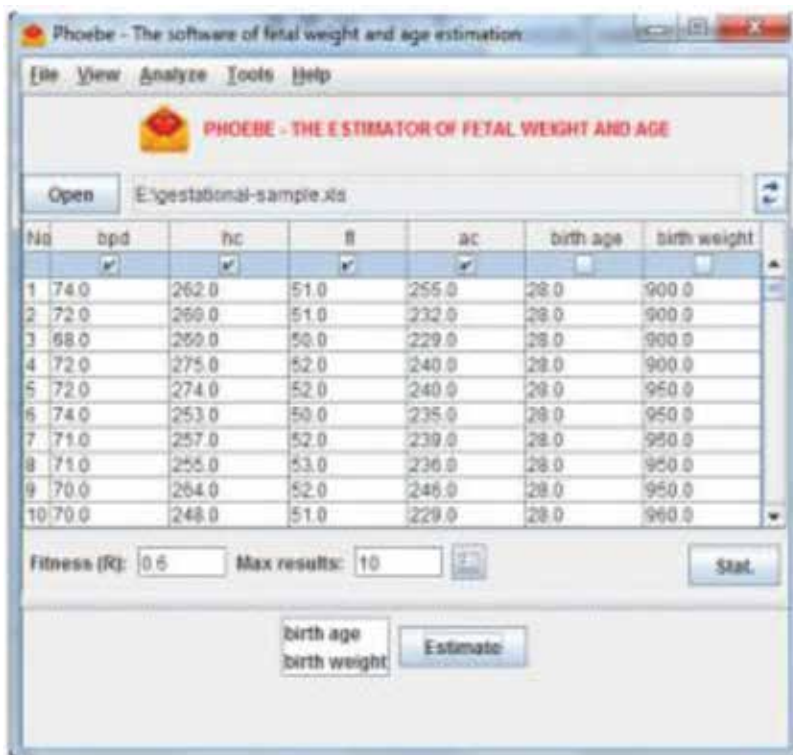 Phoebe - The software of fetal weight and age estimation
File View Analyze Tools Help
PHOEBE - THE ESTIMATOR OF FETAL WEIGHT AND AGE
Open E:\gestational-sample.xls
No bpd hc fl ac birth age birth weight
1 74.0 262.0 51.0 255.0 28.0 900.0
2 72.0 260.0 51.0 232.0 28.0 900.0
3 68.0 260.0 50.0 229.0 28.0 900.0
4 72.0 275.0 52.0 240.0 28.0 900.0
5 72.0 274.0 52.0 240.0 28.0 950.0
6 74.0 253.0 50.0 235.0 28.0 950.0
7 71.0 257.0 52.0 239.0 28.0 950.0
8 71.0 255.0 53.0 236.0 28.0 950.0
9 70.0 264.0 52.0 246.0 28.0 950.0
10 70.0 248.0 51.0 229.0 28.0 960.0
Fitness (R): 0.6 Max results: 10 Stat.
birth age
birth weight
Estimate